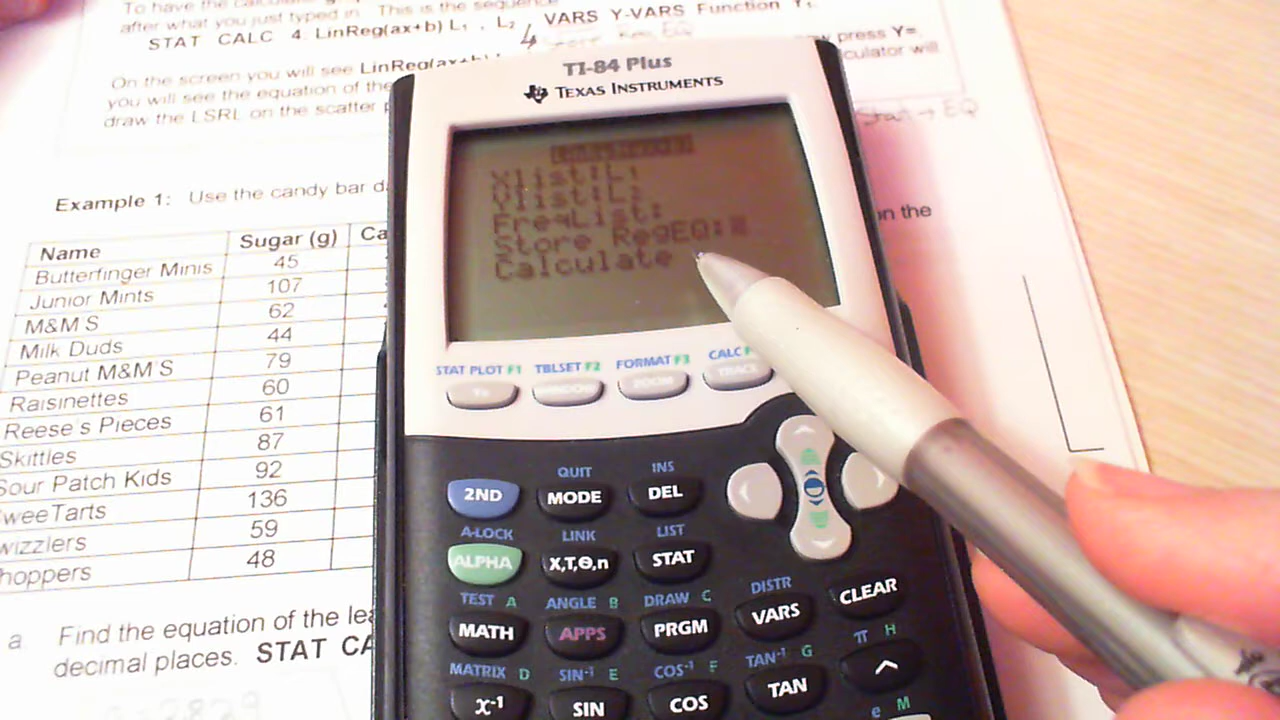 To have the
after what you just typed in. This is the sequence
STAT CALC 4: LinReg(ax+b) L1 , L2 , VARS Y-VARS Function Y1
On the screen you will see LinReg(ax+b)
now press Y=
you will see the equation of the
calculator will
draw the LSRL on the scatter
EQ
Example 1: Use the candy bar
on the
Name Sugar (g) Ca
Butterfinger Minis 45
Junior Mints 107
M&M S 62
Milk Duds 44
Peanut M&M'S 79
Raisinettes 60
Reese's Pieces 61
Skittles 87
Sour Patch Kids 92
weeTarts 136
wizzlers 59
hoppers 48
a Find the equation of the lea
decimal places. STAT CA
TI-84 Plus
TEXAS INSTRUMENTS
Xlist:L1
Ylist:L2
FreqList:
Store RegEQ:
Calculate
STAT PLOT F1 TBLSET F2 FORMAT F3 CALC F
Y= WINDOW ZOOM TRACE
QUIT INS
2ND MODE DEL
A-LOCK LINK LIST
ALPHA X,T,Θ,n STAT
TEST A ANGLE B DRAW C DISTR
MATH APPS PRGM VARS CLEAR
MATRIX D SIN⁻¹ E COS⁻¹ F TAN⁻¹ G π H
x⁻¹ SIN COS TAN ^
e M